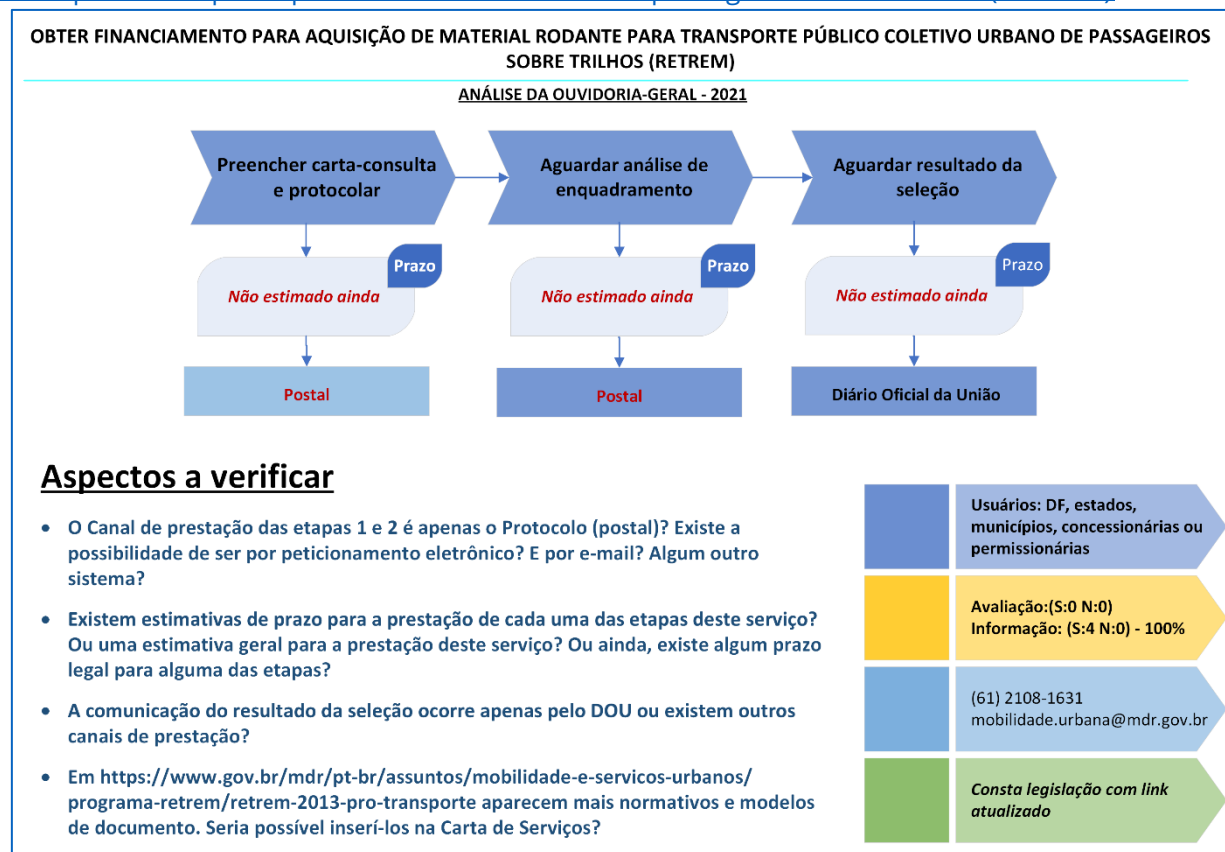 OBTER FINANCIAMENTO PARA AQUISIÇÃO DE MATERIAL RODANTE PARA TRANSPORTE PÚBLICO COLETIVO URBANO DE PASSAGEIROS
SOBRE TRILHOS (RETREM)
ANÁLISE DA OUVIDORIA-GERAL - 2021
Preencher carta-consulta
e protocolar
Aguardar análise de
enquadramento
Aguardar resultado da
seleção
Prazo
Não estimado ainda
Prazo
Não estimado ainda
Prazo
Não estimado ainda
Postal
Postal
Diário Oficial da União
Aspectos a verificar
• O Canal de prestação das etapas 1 e 2 é apenas o Protocolo (postal)? Existe a
possibilidade de ser por peticionamento eletrônico? E por e-mail? Algum outro
sistema?
• Existem estimativas de prazo para a prestação de cada uma das etapas deste serviço?
Ou uma estimativa geral para a prestação deste serviço? Ou ainda, existe algum prazo
legal para alguma das etapas?
• A comunicação do resultado da seleção ocorre apenas pelo DOU ou existem outros
canais de prestação?
• Em https://www.gov.br/mdr/pt-br/assuntos/mobilidade-e-servicos-urbanos/
programa-retrem/retrem-2013-pro-transporte aparecem mais normativos e modelos
de documento. Seria possível inserí-los na Carta de Serviços?
Usuários: DF, estados,
municípios, concessionárias ou
permissionárias
Avaliação:(S:0 N:0)
Informação: (S:4 N:0) - 100%
(61) 2108-1631
mobilidade.urbana@mdr.gov.br
Consta legislação com link
atualizado